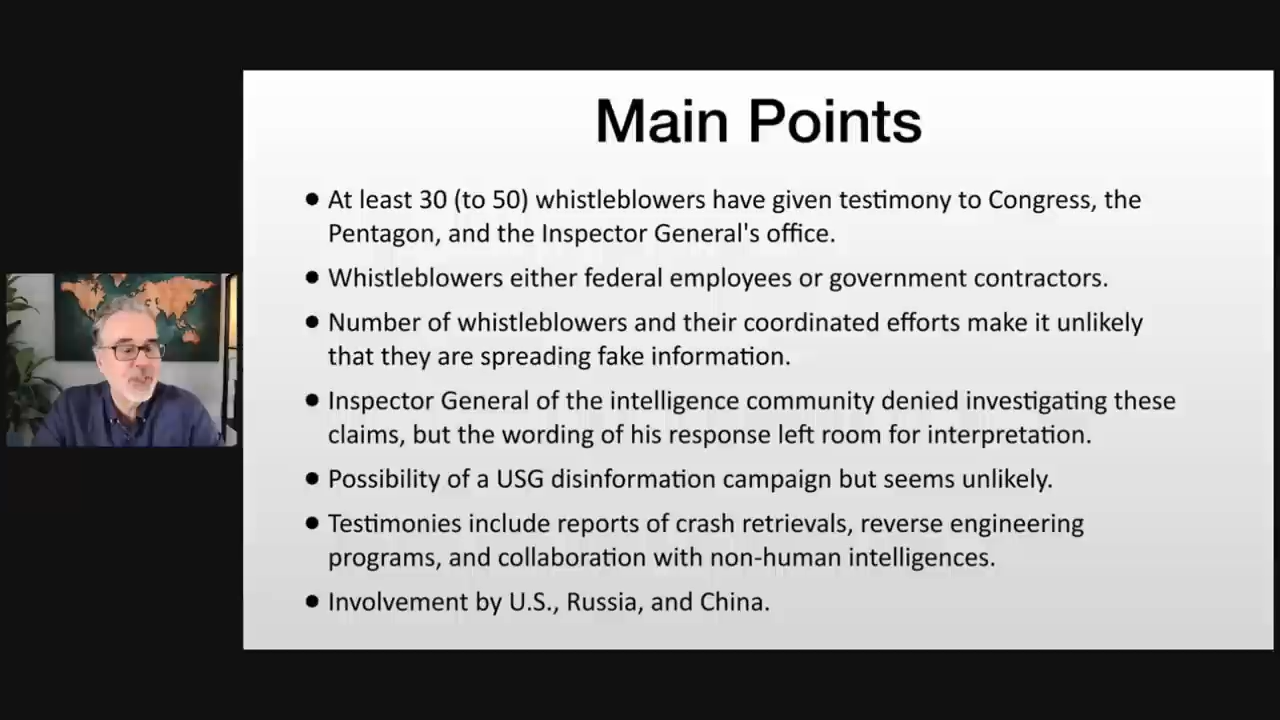 Main Points
● At least 30 (to 50) whistleblowers have given testimony to Congress, the
Pentagon, and the Inspector General's office.
● Whistleblowers either federal employees or government contractors.
● Number of whistleblowers and their coordinated efforts make it unlikely
that they are spreading fake information.
● Inspector General of the intelligence community denied investigating these
claims, but the wording of his response left room for interpretation.
● Possibility of a USG disinformation campaign but seems unlikely.
● Testimonies include reports of crash retrievals, reverse engineering
programs, and collaboration with non-human intelligences.
● Involvement by U.S., Russia, and China.